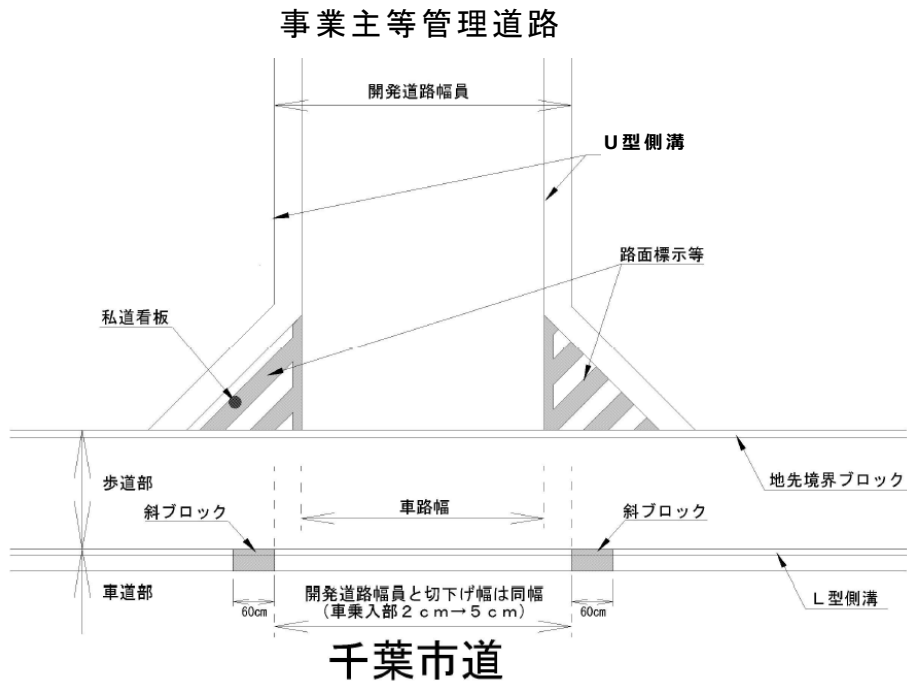 事業主等管理道路
開発道路幅員
U型側溝
路面標示等
私道看板
地先境界ブロック
歩道部
斜ブロック
車路幅
斜ブロック
車道部
60cm
開発道路幅員と切下げ幅は同幅
(車乗入部2cm→5cm)
60cm
L型側溝
千葉市道